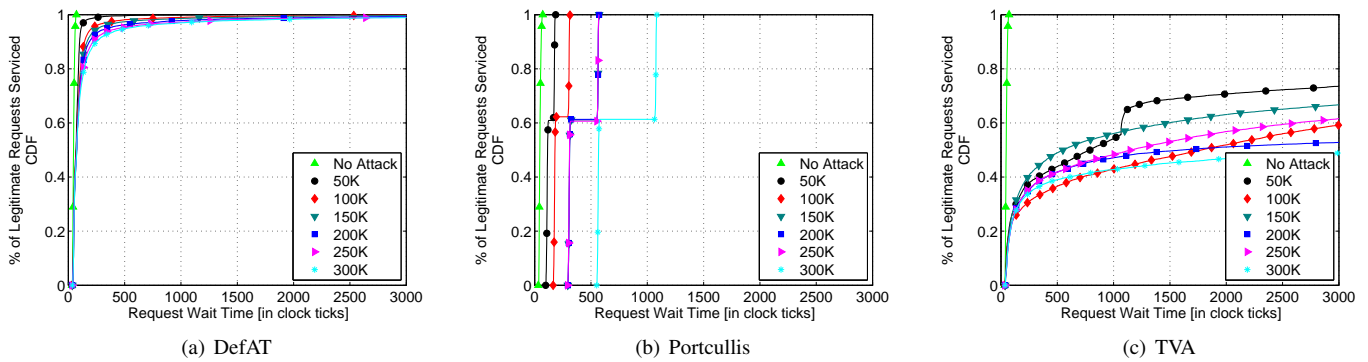 1
0.8
0.6
0.4
0.2
0
% of Legitimate Requests Serviced
CDF
0 500 1000 1500 2000 2500 3000
Request Wait Time [in clock ticks]
No Attack
50K
100K
150K
200K
250K
300K
(a) DefAT
1
0.8
0.6
0.4
0.2
0
% of Legitimate Requests Serviced
CDF
0 500 1000 1500 2000 2500 3000
Request Wait Time [in clock ticks]
No Attack
50K
100K
150K
200K
250K
300K
(b) Portcullis
1
0.8
0.6
0.4
0.2
0
% of Legitimate Requests Serviced
CDF
0 500 1000 1500 2000 2500 3000
Request Wait Time [in clock ticks]
No Attack
50K
100K
150K
200K
250K
300K
(c) TVA